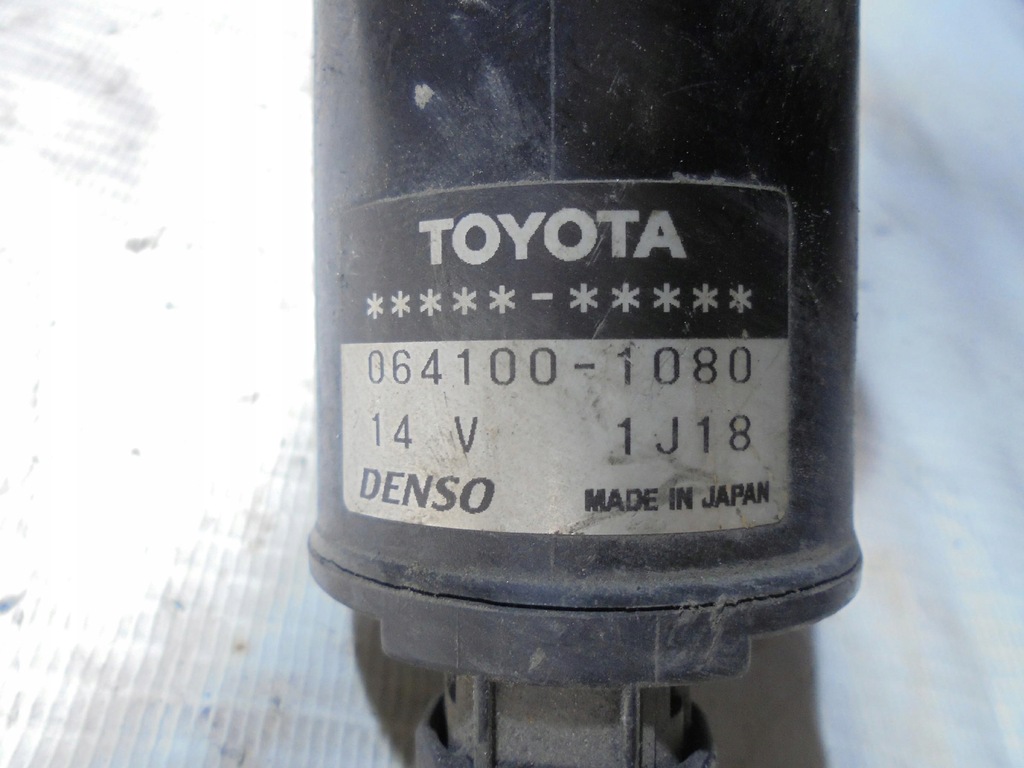 TOYOTA
*****-*****
064100-1080
14 V 1J18
DENSO MADE IN JAPAN